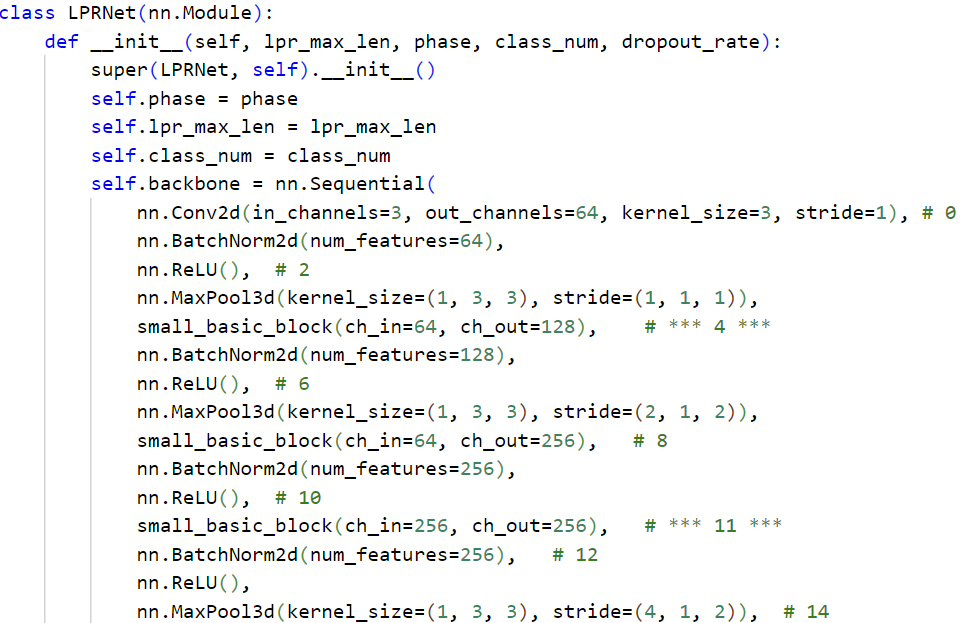 class LPRNet(nn.Module):
    def __init__(self, lpr_max_len, phase, class_num, dropout_rate):
        super(LPRNet, self).__init__()
        self.phase = phase
        self.lpr_max_len = lpr_max_len
        self.class_num = class_num
        self.backbone = nn.Sequential(
            nn.Conv2d(in_channels=3, out_channels=64, kernel_size=3, stride=1), # 0
            nn.BatchNorm2d(num_features=64),
            nn.ReLU(),  # 2
            nn.MaxPool3d(kernel_size=(1, 3, 3), stride=(1, 1, 1)),
            small_basic_block(ch_in=64, ch_out=128),    # *** 4 ***
            nn.BatchNorm2d(num_features=128),
            nn.ReLU(),  # 6
            nn.MaxPool3d(kernel_size=(1, 3, 3), stride=(2, 1, 2)),
            small_basic_block(ch_in=64, ch_out=256),   # 8
            nn.BatchNorm2d(num_features=256),
            nn.ReLU(),  # 10
            small_basic_block(ch_in=256, ch_out=256),   # *** 11 ***
            nn.BatchNorm2d(num_features=256),   # 12
            nn.ReLU(),
            nn.MaxPool3d(kernel_size=(1, 3, 3), stride=(4, 1, 2)),  # 14